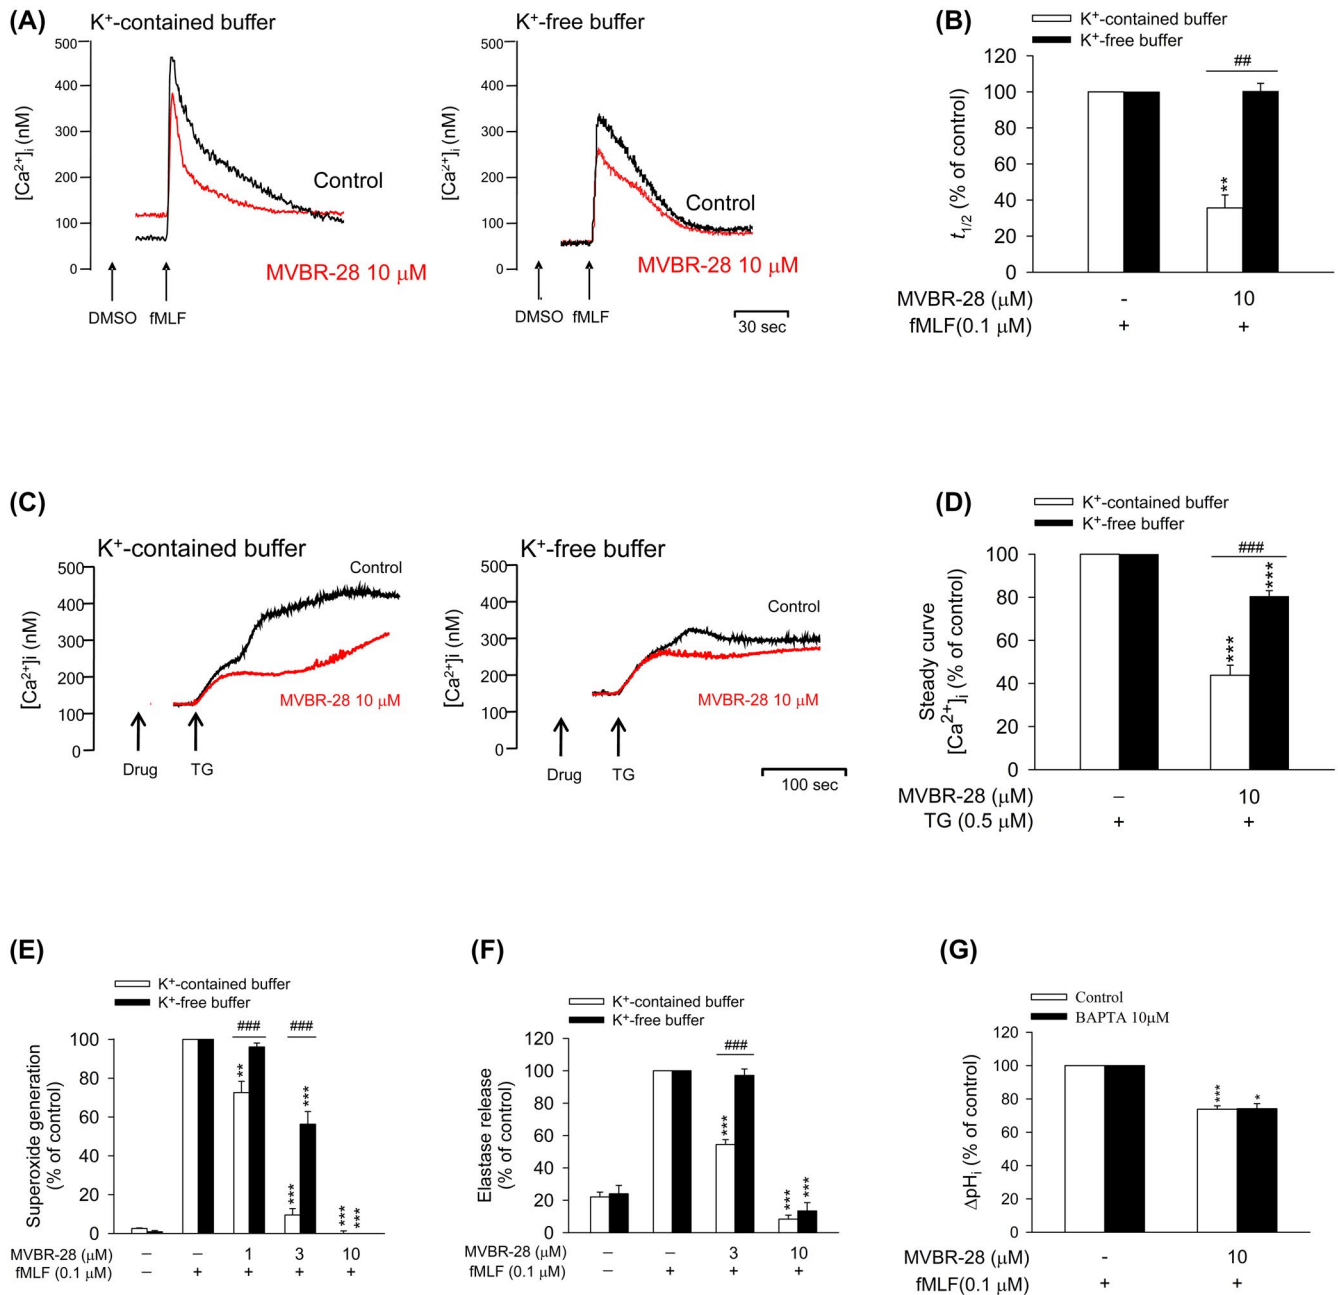 (A)
K⁺-contained buffer
500
400
300
200
100
0
[Ca²⁺]ᵢ (nM)
Control
MVBR-28 10 μM
DMSO fMLF
K⁺-free buffer
500
400
300
200
100
0
[Ca²⁺]ᵢ (nM)
Control
MVBR-28 10 μM
DMSO fMLF
30 sec
(B)
K⁺-contained buffer
K⁺-free buffer
120
100
80
60
40
20
0
t1/2 (% of control)
##
**
MVBR-28 (μM) - 10
fMLF(0.1 μM) + +
(C)
K⁺-contained buffer
500
400
300
200
100
0
[Ca²⁺]i (nM)
Control
MVBR-28 10 μM
Drug TG
K⁺-free buffer
500
400
300
200
100
0
[Ca²⁺]i (nM)
Control
MVBR-28 10 μM
Drug TG
100 sec
(D)
K⁺-contained buffer
K⁺-free buffer
100
80
60
40
20
0
Steady curve
[Ca²⁺]ᵢ (% of control)
###
***
***
MVBR-28 (μM) – 10
TG (0.5 μM) + +
(E)
K⁺-contained buffer
K⁺-free buffer
100
80
60
40
20
0
Superoxide generation
(% of control)
### ###
**
***
***
***
***
MVBR-28 (μM) – – 1 3 10
fMLF (0.1 μM) – + + + +
(F)
K⁺-contained buffer
K⁺-free buffer
120
100
80
60
40
20
0
Elastase release
(% of control)
###
***
***
***
MVBR-28 (μM) – – 3 10
fMLF (0.1 μM) – + + +
(G)
Control
BAPTA 10μM
120
100
80
60
40
20
0
ΔpHᵢ (% of control)
***
*
MVBR-28 (μM) - 10
fMLF(0.1 μM) + +